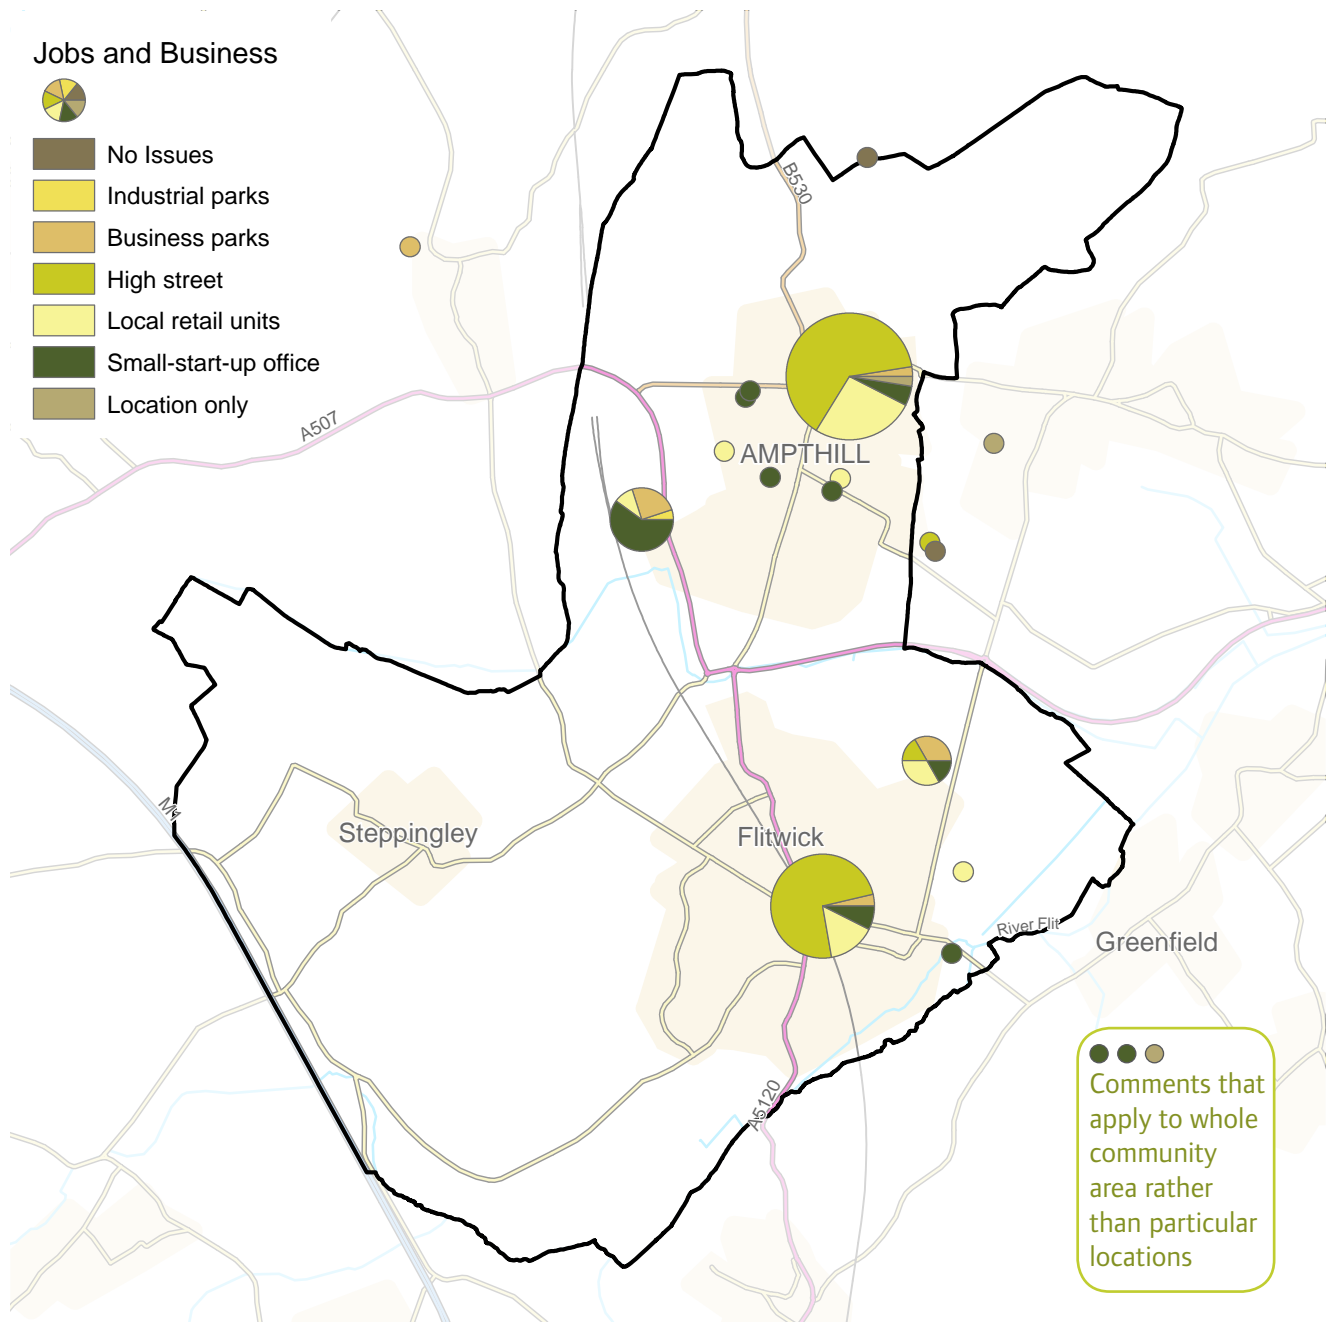 Jobs and Business
No Issues
Industrial parks
Business parks
High street
Local retail units
Small-start-up office
Location only
B530
A507
AMPTHILL
M1
Steppingley
Flitwick
River Flit
Greenfield
A5120
Comments that
apply to whole
community
area rather
than particular
locations